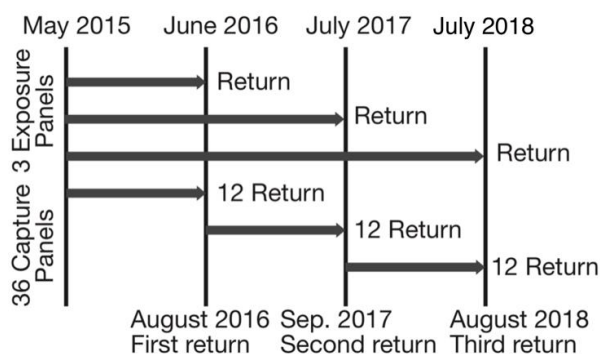 May 2015 June 2016 July 2017 July 2018
3 Exposure
Panels
Return
Return
Return
36 Capture
Panels
12 Return
12 Return
12 Return
August 2016 Sep. 2017 August 2018
First return Second return Third return